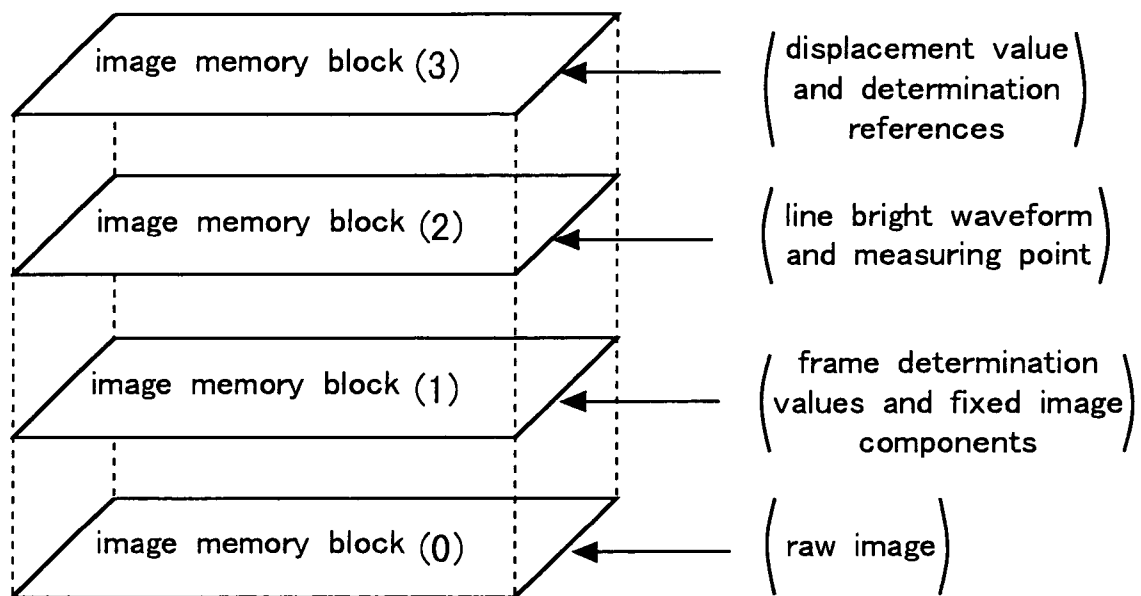 image memory block (3)
(displacement value
and determination
references)
image memory block (2)
(line bright waveform
and measuring point)
image memory block (1)
(frame determination
values and fixed image
components)
image memory block (0)
(raw image)